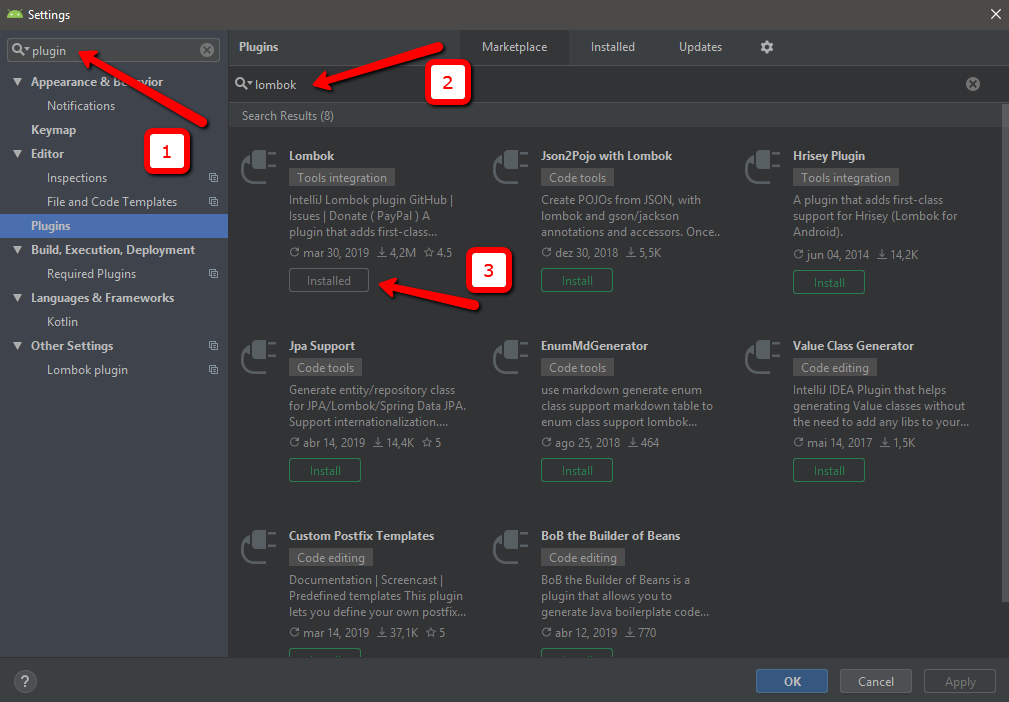 Settings
plugin
Appearance & Behavior
Notifications
Keymap
Editor
Inspections
File and Code Templates
Plugins
Build, Execution, Deployment
Required Plugins
Languages & Frameworks
Kotlin
Other Settings
Lombok plugin
1
Plugins
Marketplace
Installed
Updates
lombok
2
Search Results (8)
Lombok
Tools integration
IntelliJ Lombok plugin GitHub |
Issues | Donate ( PayPal ) A
plugin that adds first-class...
mar 30, 2019 4,2M 4.5
Installed
3
Json2Pojo with Lombok
Code tools
Create POJOs from JSON, with
lombok and gson/jackson
annotations and accessors. Once...
dez 30, 2018 5,5K
Install
Hrisey Plugin
Tools integration
A plugin that adds first-class
support for Hrisey (Lombok for
Android).
jun 04, 2014 14,2K
Install
Jpa Support
Code tools
Generate entity/repository class
for JPA/Lombok/Spring Data JPA.
Support internationalization....
abr 14, 2019 14,4K 5
Install
EnumMdGenerator
Code tools
use markdown generate enum
class support markdown table to
enum class support lombok...
ago 25, 2018 464
Install
Value Class Generator
Code editing
IntelliJ IDEA Plugin that helps
generating Value classes without
the need to add any libs to your...
mai 14, 2017 1,5K
Install
Custom Postfix Templates
Code editing
Documentation | Screencast |
Predefined templates This plugin
lets you define your own postfix...
mar 14, 2019 37,1K 5
BoB the Builder of Beans
Code editing
BoB the Builder of Beans is a
plugin that allows you to
generate Java boilerplate code...
abr 12, 2019 770
?
OK
Cancel
Apply